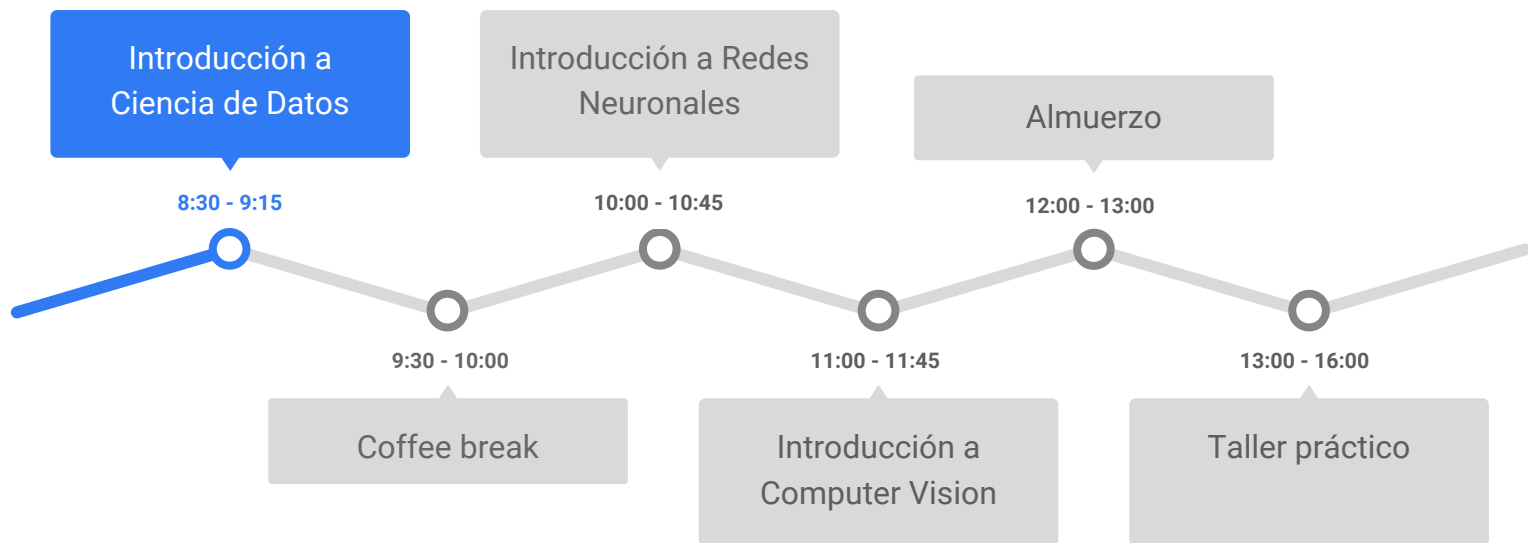 Introducción a
Ciencia de Datos
8:30 - 9:15
Coffee break
9:30 - 10:00
Introducción a Redes
Neuronales
10:00 - 10:45
Introducción a
Computer Vision
11:00 - 11:45
Almuerzo
12:00 - 13:00
Taller práctico
13:00 - 16:00